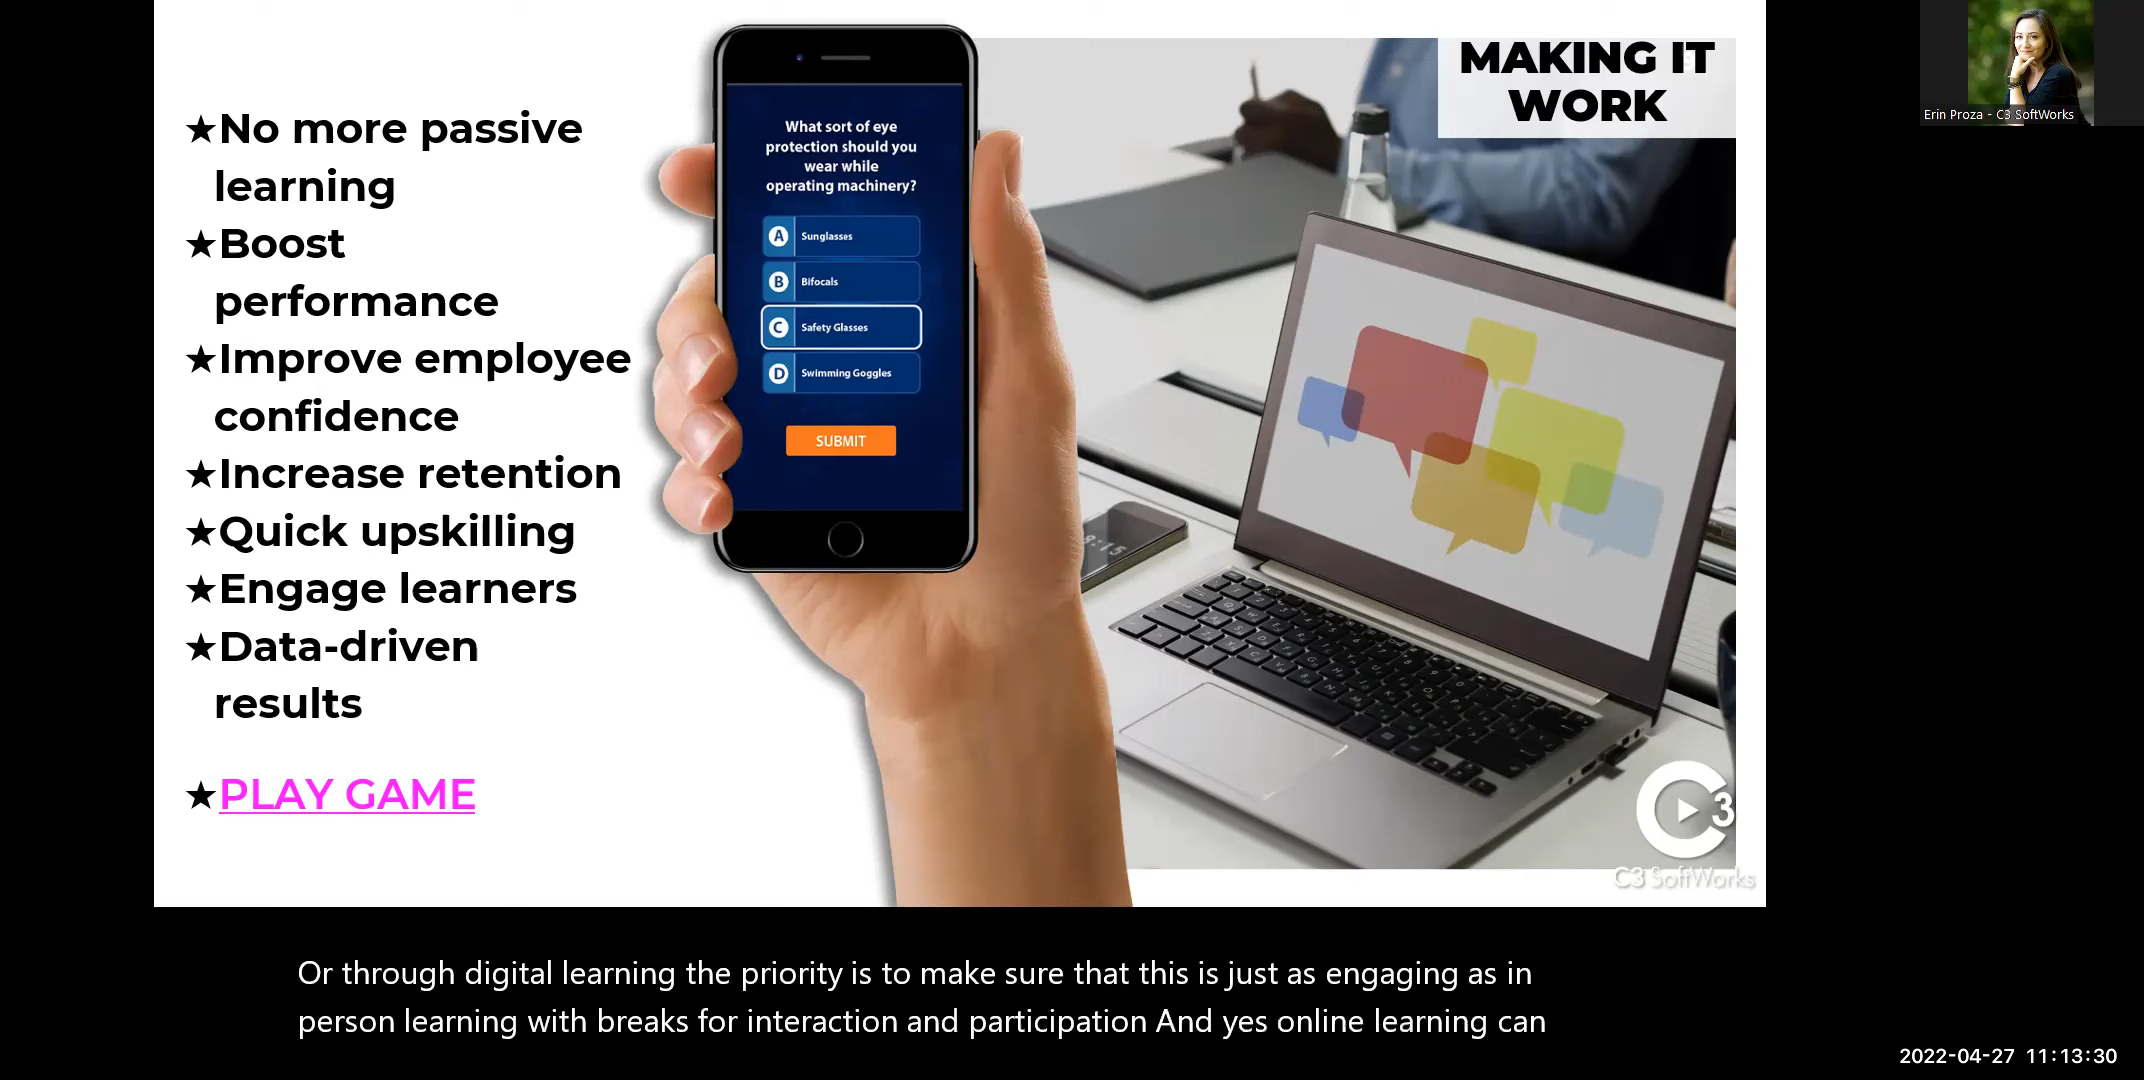 ★No more passive
learning
★Boost
performance
★Improve employee
confidence
★Increase retention
★Quick upskilling
★Engage learners
★Data-driven
results
★PLAY GAME
What sort of eye
protection should you
wear while
operating machinery?
A Sunglasses
B Bifocals
C Safety Glasses
D Swimming Goggles
SUBMIT
MAKING IT
WORK
9:15
C3
C3 SoftWorks
Erin Proza - C3 SoftWorks
Or through digital learning the priority is to make sure that this is just as engaging as in
person learning with breaks for interaction and participation And yes online learning can
2022-04-27 11:13:30